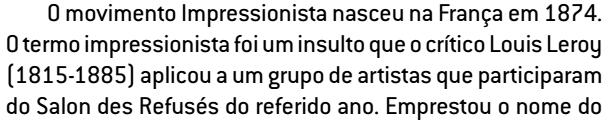 O movimento Impressionista nasceu na França em 1874.
O termo impressionista foi um insulto que o crítico Louis Leroy
(1815-1885) aplicou a um grupo de artistas que participaram
do Salon des Refusés do referido ano. Emprestou o nome do